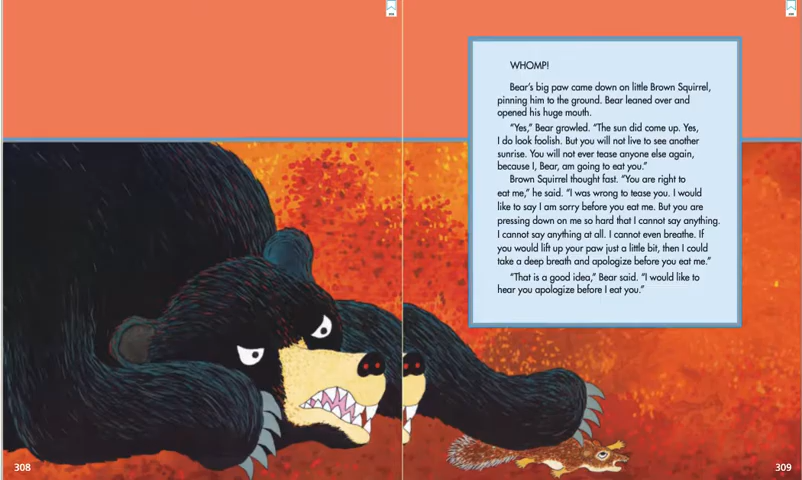 WHOMP!
Bear's big paw came down on little Brown Squirrel,
pinning him to the ground. Bear leaned over and
opened his huge mouth.
"Yes," Bear growled. "The sun did come up. Yes,
I do look foolish. But you will not live to see another
sunrise. You will not ever tease anyone else again,
because I, Bear, am going to eat you."
Brown Squirrel thought fast. "You are right to
eat me," he said. "I was wrong to tease you. I would
like to say I am sorry before you eat me. But you are
pressing down on me so hard that I cannot say anything.
I cannot say anything at all. I cannot even breathe. If
you would lift up your paw just a little bit, then I could
take a deep breath and apologize before you eat me."
"That is a good idea," Bear said. "I would like to
hear you apologize before I eat you."
308
309